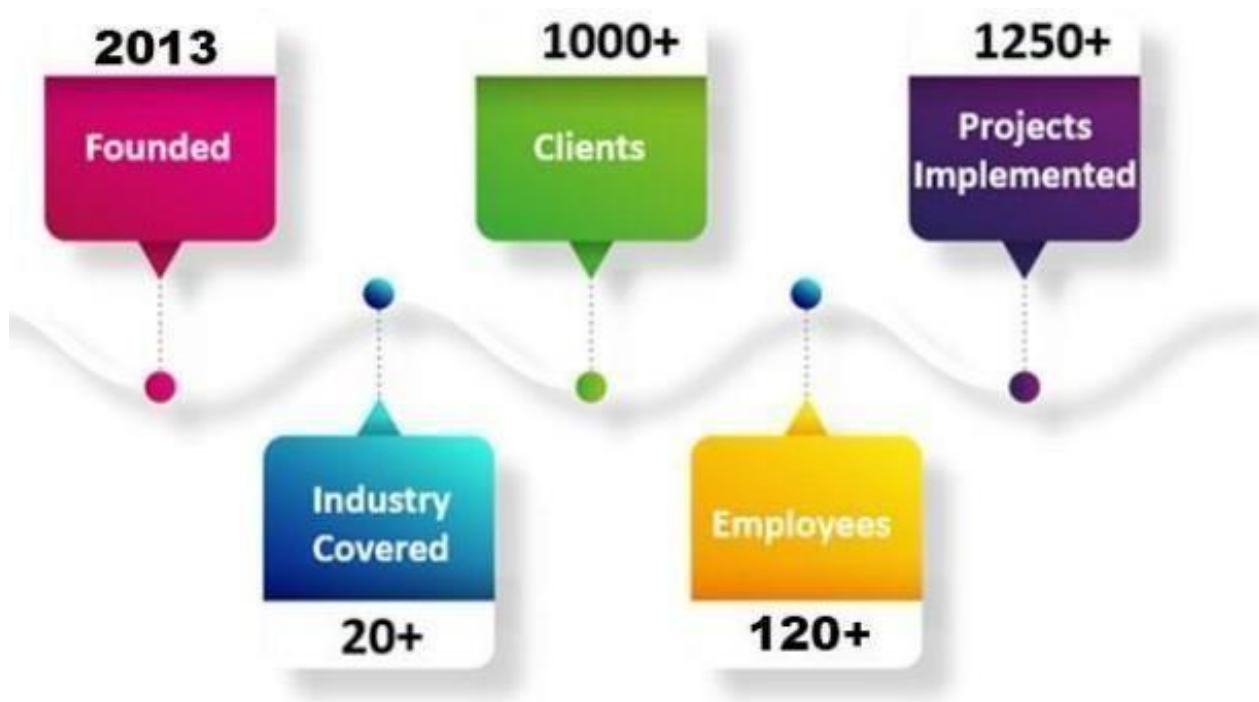 2013
Founded
Industry
Covered
20+
1000+
Clients
Employees
120+
1250+
Projects
Implemented